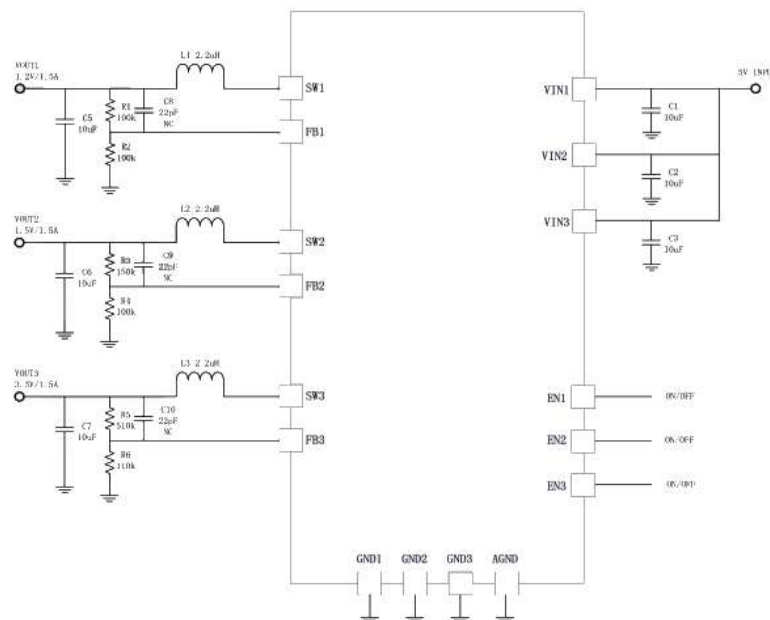 L1 2.2uH
VOUT1
1.2V/1.5A
SW1
C5
10uF
R1
100k
C8
22pF
NC
FB1
R2
100k
L2 2.2uH
VOUT2
1.5V/1.5A
SW2
C6
10uF
R3
150k
C9
22pF
NC
FB2
R4
100k
L3 2.2uH
VOUT3
3.3V/1.5A
SW3
C7
10uF
R5
510k
C10
22pF
NC
FB3
R6
110k
VIN1
5V INPU
C1
10uF
VIN2
C2
10uF
VIN3
C3
10uF
EN1
ON/OFF
EN2
ON/OFF
EN3
ON/OFF
GND1
GND2
GND3
AGND